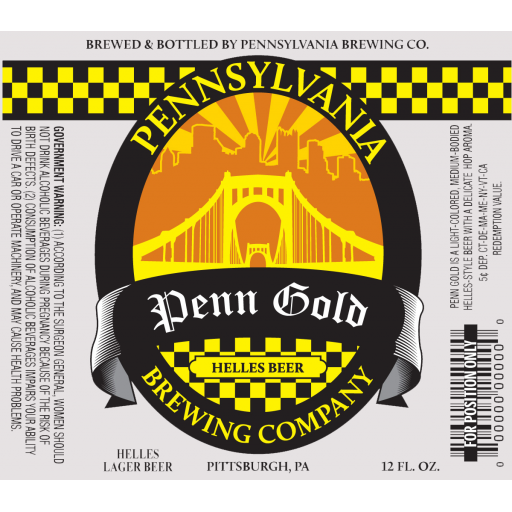 BREWED & BOTTLED BY PENNSYLVANIA BREWING CO.
PENNSYLVANIA
Penn Gold
HELLES BEER
BREWING COMPANY
HELLES
LAGER BEER
PITTSBURGH, PA
12 FL. OZ.
GOVERNMENT WARNING: (1) ACCORDING TO THE SURGEON GENERAL, WOMEN SHOULD
NOT DRINK ALCOHOLIC BEVERAGES DURING PREGNANCY BECAUSE OF THE RISK OF
BIRTH DEFECTS. (2) CONSUMPTION OF ALCOHOLIC BEVERAGES IMPAIRS YOUR ABILITY
TO DRIVE A CAR OR OPERATE MACHINERY, AND MAY CAUSE HEALTH PROBLEMS.
PENN GOLD IS A LIGHT-COLORED, MEDIUM-BODIED
HELLES-STYLE BEER WITH A DELICATE HOP AROMA.
5¢ DEP. CT-DE-MA-ME-NY-VT-CA
REDEMPTION VALUE.
FOR POSITION ONLY
0 00000 00000 0